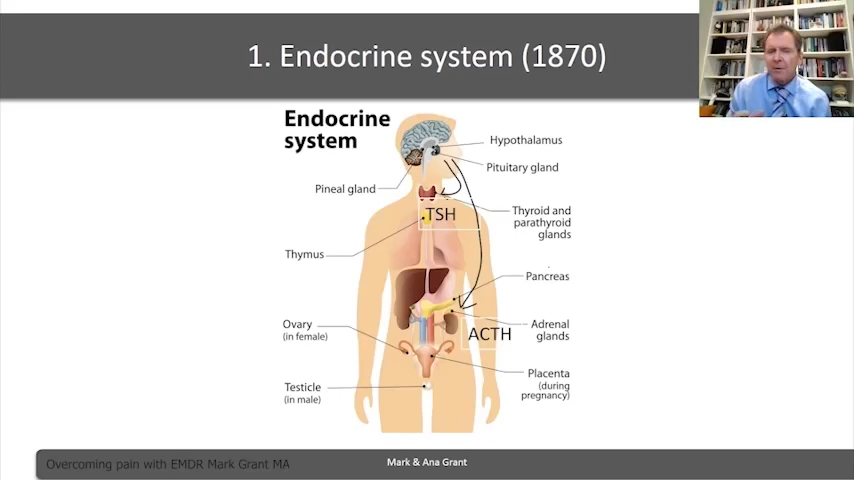 1. Endocrine system (1870)
Endocrine
system
Hypothalamus
Pituitary gland
Pineal gland
TSH
Thyroid and
parathyroid
glands
Thymus
Pancreas
Ovary
(in female)
ACTH
Adrenal
glands
Placenta
(during
pregnancy)
Testicle
(in male)
Overcoming pain with EMDR Mark Grant MA
Mark & Ana Grant